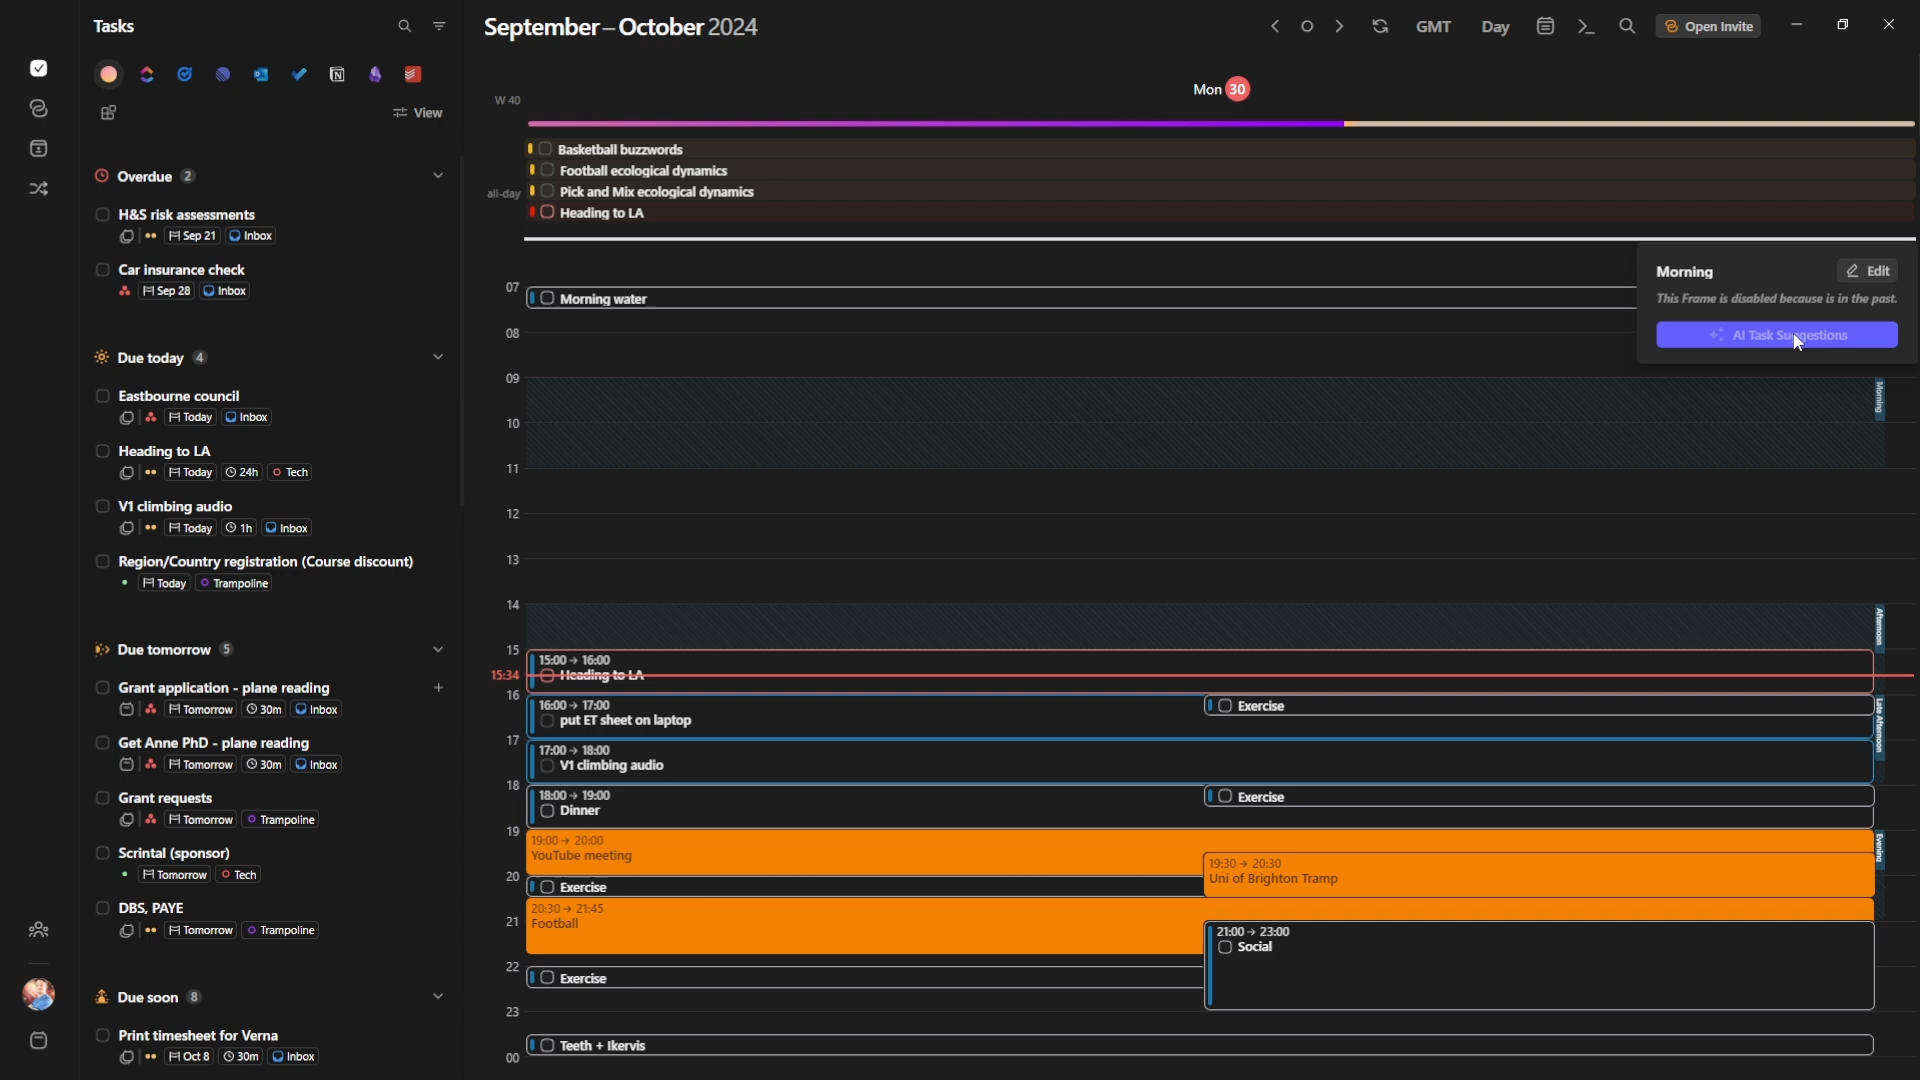 Tasks
View
Overdue 2
H&S risk assessments
Sep 21 Inbox
Car insurance check
Sep 28 Inbox
Due today 4
Eastbourne council
Today Inbox
Heading to LA
Today 24h Tech
V1 climbing audio
Today 1h Inbox
Region/Country registration (Course discount)
Today Trampoline
Due tomorrow 5
Grant application - plane reading
Tomorrow 30m Inbox
Get Anne PhD - plane reading
Tomorrow 30m Inbox
Grant requests
Tomorrow Trampoline
Scrintal (sponsor)
Tomorrow Tech
DBS, PAYE
Tomorrow Trampoline
Due soon 8
Print timesheet for Verna
Oct 8 30m Inbox
September – October 2024
GMT Day Open Invite
Mon 30
W 40
all-day
Basketball buzzwords
Football ecological dynamics
Pick and Mix ecological dynamics
Heading to LA
Morning Edit
This Frame is disabled because is in the past.
AI Task Suggestions
07
Morning water
08
09
Morning
10
11
12
13
14
Afternoon
15
15:00 → 16:00
15:34
Heading to LA
16
16:00 → 17:00
put ET sheet on laptop
Exercise
Late Afternoon
17
17:00 → 18:00
V1 climbing audio
18
18:00 → 19:00
Dinner
Exercise
19
19:00 → 20:00
YouTube meeting
Evening
19:30 → 20:30
Uni of Brighton Tramp
20
Exercise
20:30 → 21:45
Football
21
21:00 → 23:00
Social
22
Exercise
23
Teeth + Ikervis
00